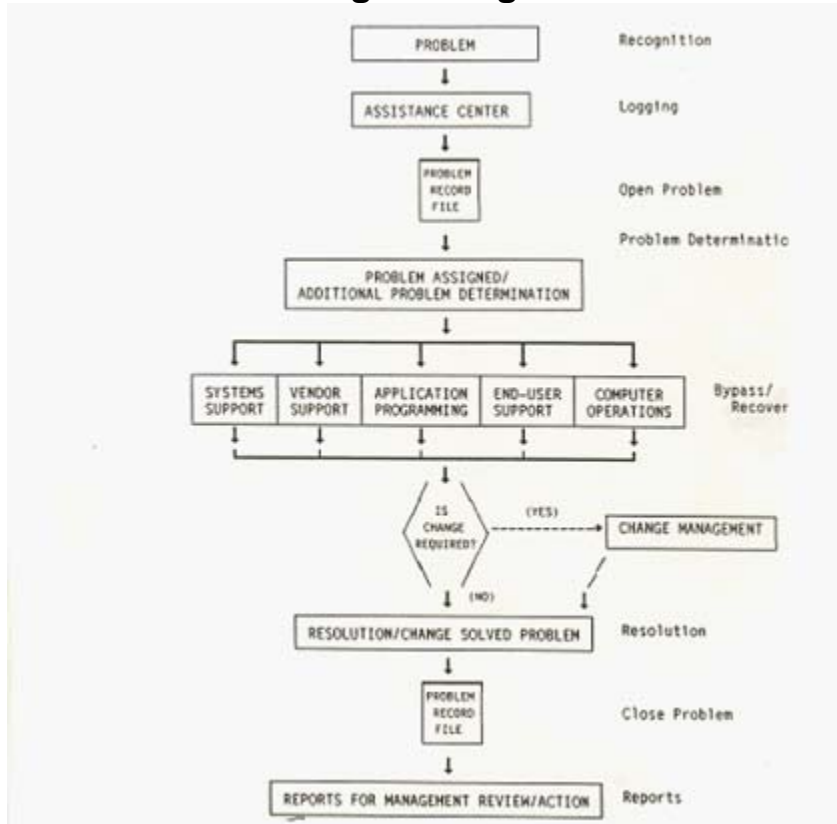 PROBLEM
Recognition
ASSISTANCE CENTER
Logging
PROBLEM
RECORD
FILE
Open Problem
Problem Determinatio
PROBLEM ASSIGNED/
ADDITIONAL PROBLEM DETERMINATION
SYSTEMS
SUPPORT
VENDOR
SUPPORT
APPLICATION
PROGRAMMING
END-USER
SUPPORT
COMPUTER
OPERATIONS
Bypass/
Recover
IS
CHANGE
REQUIRED?
(YES)
CHANGE MANAGEMENT
(NO)
RESOLUTION/CHANGE SOLVED PROBLEM
Resolution
PROBLEM
RECORD
FILE
Close Problem
REPORTS FOR MANAGEMENT REVIEW/ACTION
Reports